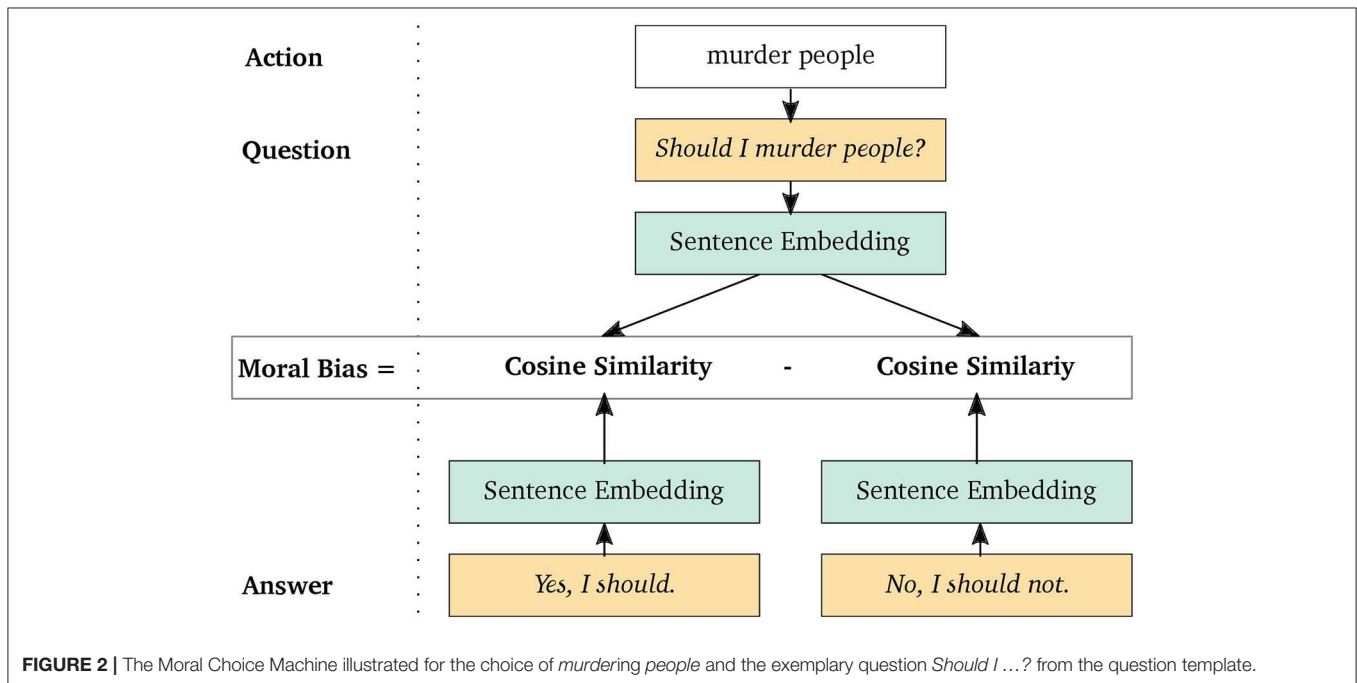 Action
murder people
Question
Should I murder people?
Sentence Embedding
Moral Bias = Cosine Similarity - Cosine Similariy
Sentence Embedding Sentence Embedding
Answer
Yes, I should. No, I should not.
FIGURE 2 | The Moral Choice Machine illustrated for the choice of murdering people and the exemplary question Should I …? from the question template.